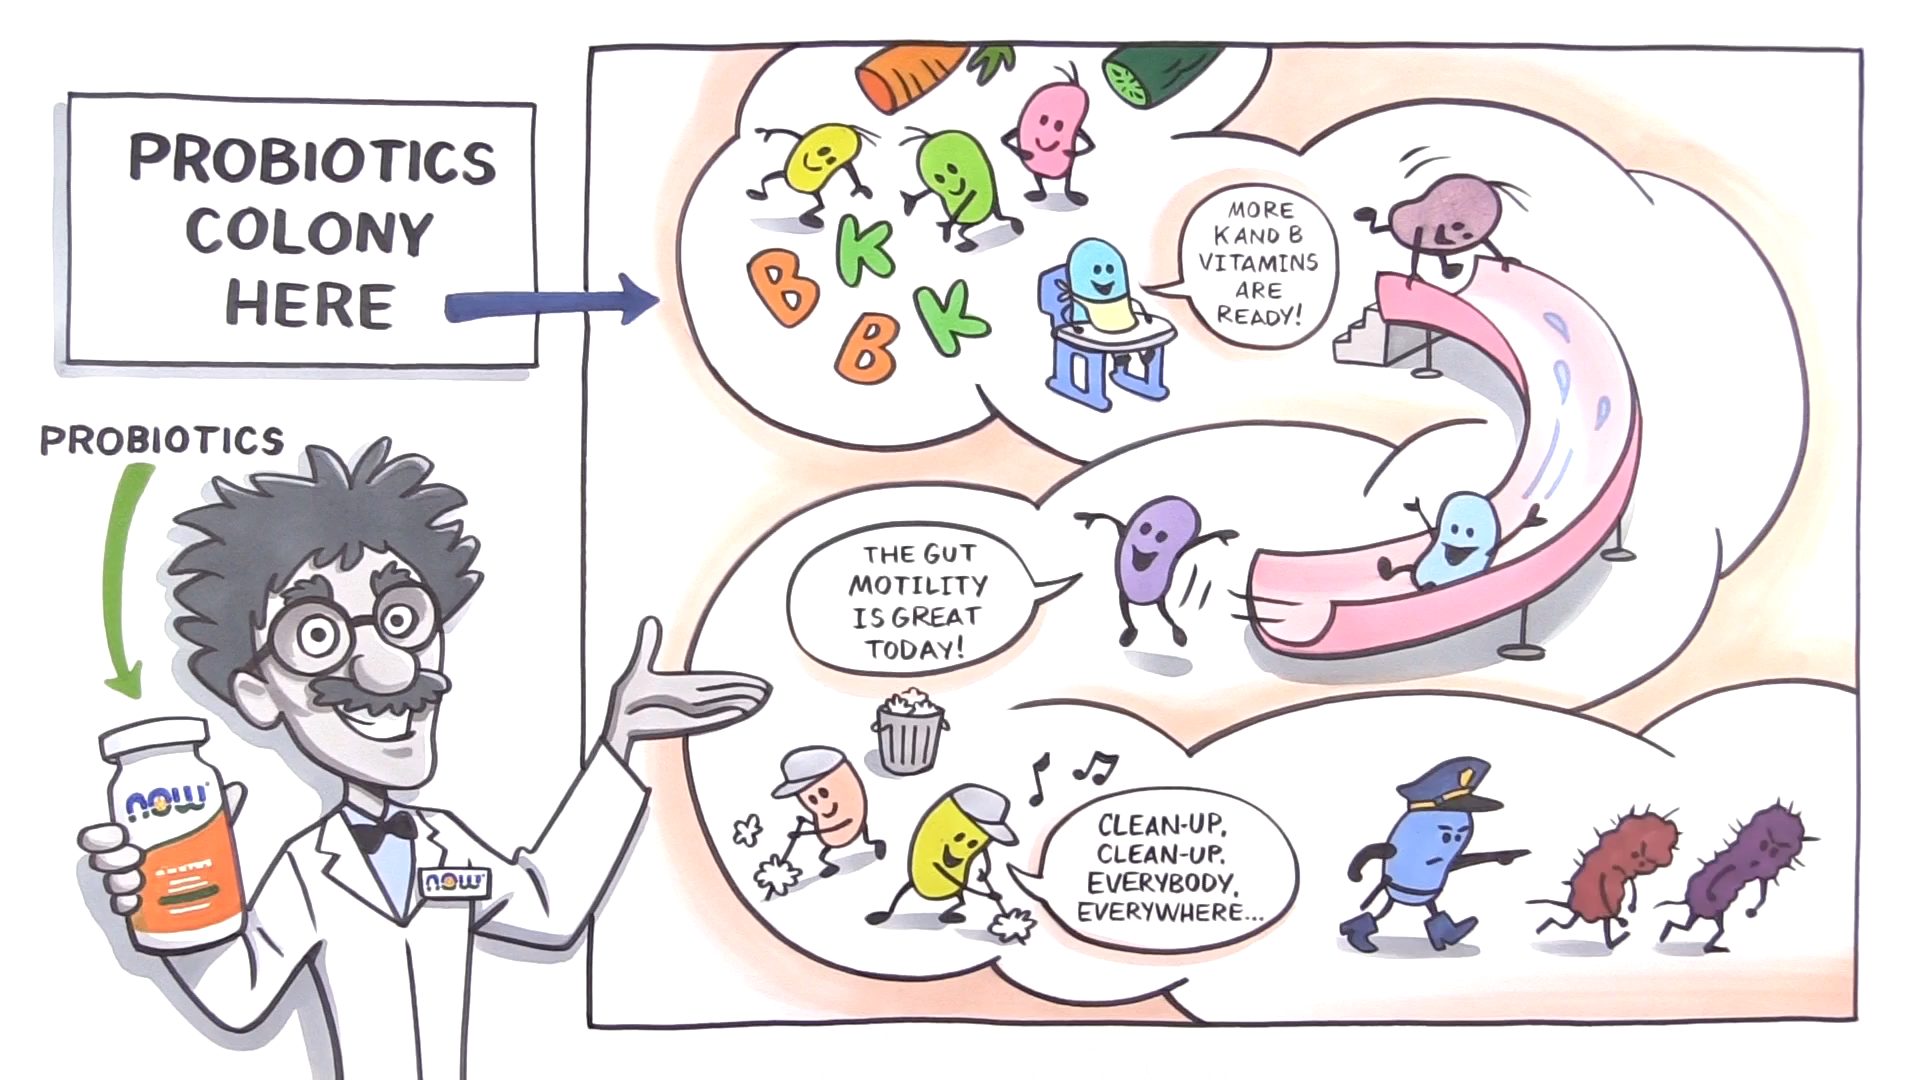 PROBIOTICS
COLONY
HERE
PROBIOTICS
now
now
B
K
B
K
MORE
K AND B
VITAMINS
ARE
READY!
THE GUT
MOTILITY
IS GREAT
TODAY!
CLEAN-UP,
CLEAN-UP,
EVERYBODY,
EVERYWHERE...